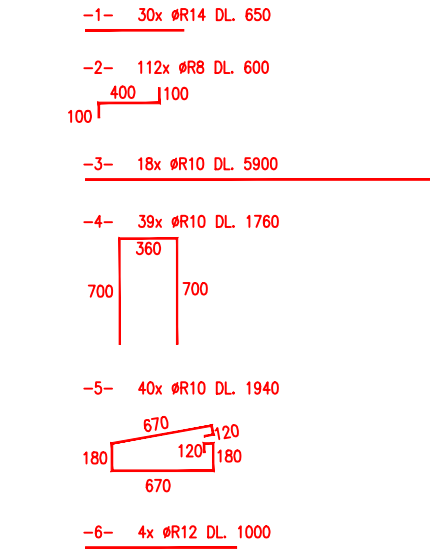 -1- 30x øR14 DL. 650
-2- 112x øR8 DL. 600
400 100
100
-3- 18x øR10 DL. 5900
-4- 39x øR10 DL. 1760
360
700 700
-5- 40x øR10 DL. 1940
670
120
180 120 180
670
-6- 4x øR12 DL. 1000